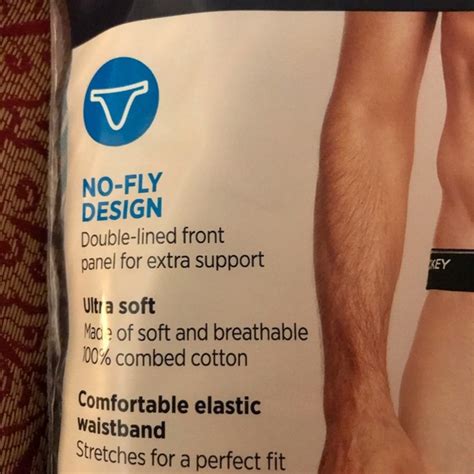 NO-FLY
DESIGN
Double-lined front
panel for extra support
Ultra soft
Made of soft and breathable
100% combed cotton
Comfortable elastic
waistband
Stretches for a perfect fit
CKEY